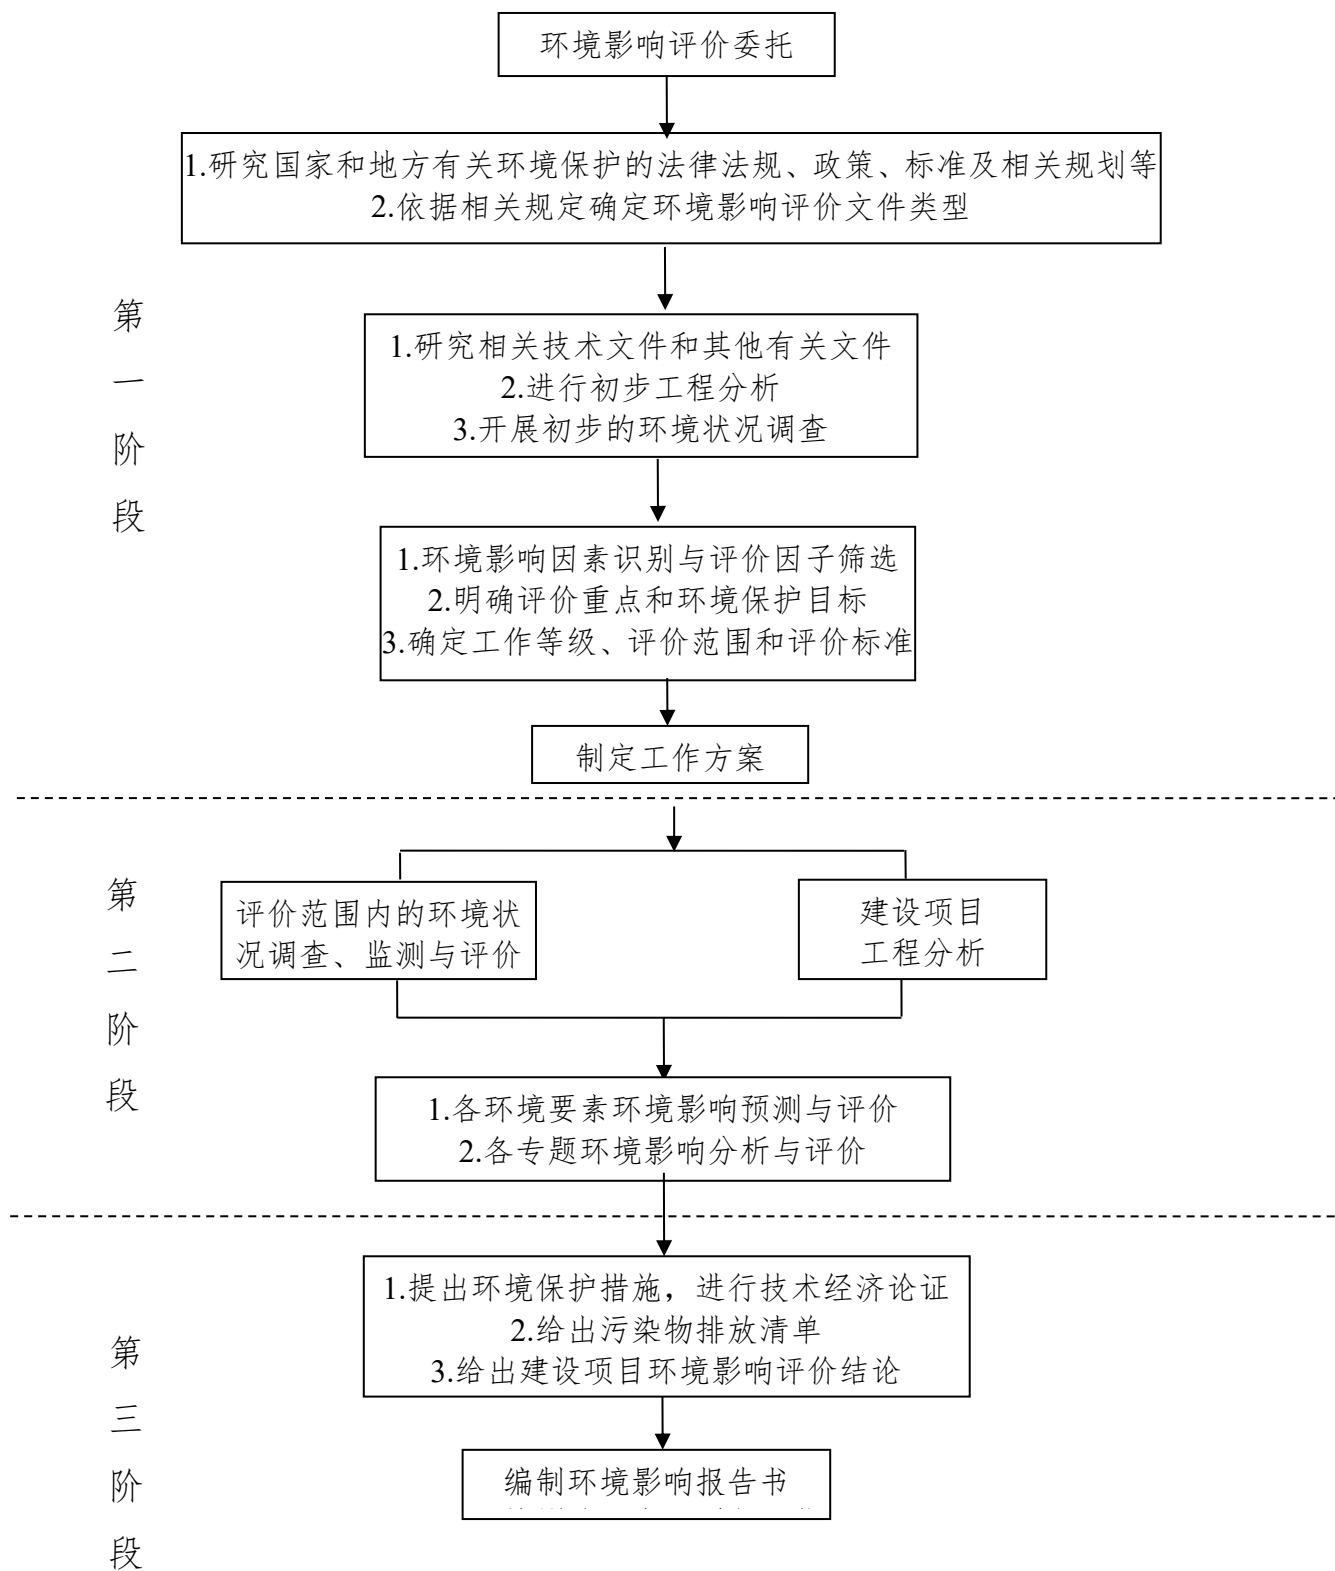 环境影响评价委托
1.研究国家和地方有关环境保护的法律法规、政策、标准及相关规划等
2.依据相关规定确定环境影响评价文件类型
第
一
阶
段
1.研究相关技术文件和其他有关文件
2.进行初步工程分析
3.开展初步的环境状况调查
1.环境影响因素识别与评价因子筛选
2.明确评价重点和环境保护目标
3.确定工作等级、评价范围和评价标准
制定工作方案
第
二
阶
段
评价范围内的环境状
况调查、监测与评价
建设项目
工程分析
1.各环境要素环境影响预测与评价
2.各专题环境影响分析与评价
第
三
阶
段
1.提出环境保护措施，进行技术经济论证
2.给出污染物排放清单
3.给出建设项目环境影响评价结论
编制环境影响报告书